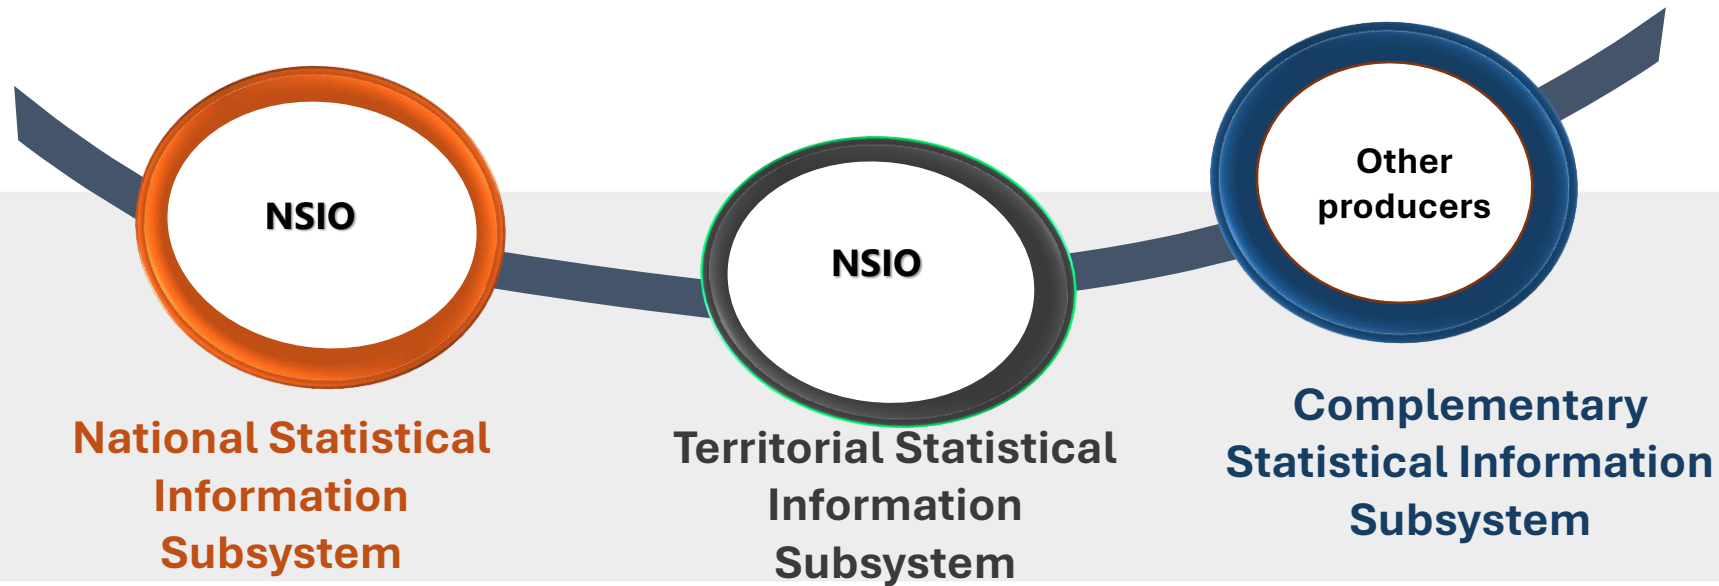 NSIO
National Statistical
Information
Subsystem
NSIO
Territorial Statistical
Information
Subsystem
Other
producers
Complementary
Statistical Information
Subsystem